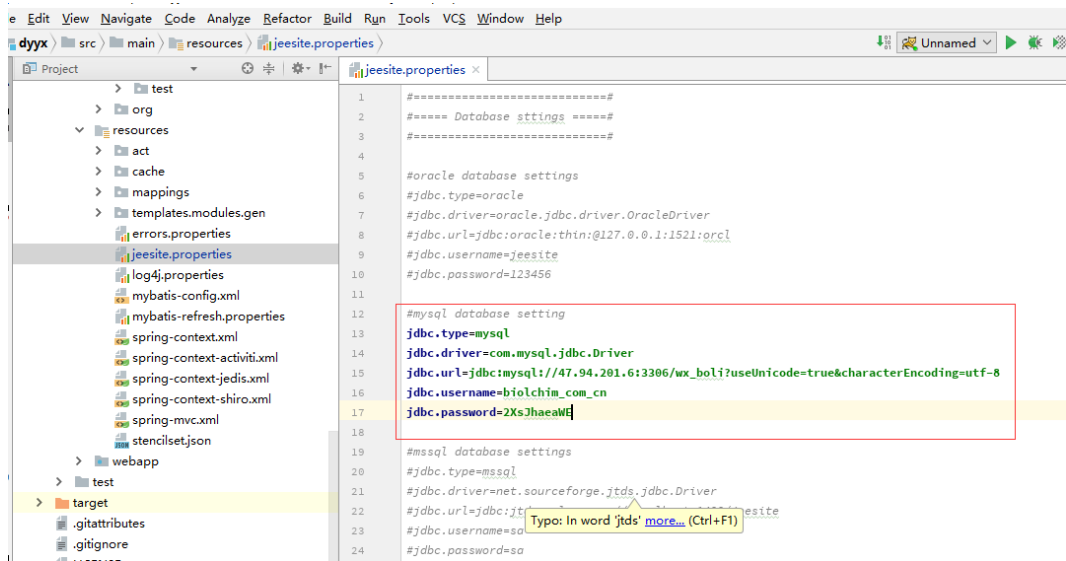 e Edit View Navigate Code Analyze Refactor Build Run Tools VCS Window Help
dyyx src main resources jeesite.properties Unnamed
Project jeesite.properties
test
org
resources
act
cache
mappings
templates.modules.gen
errors.properties
jeesite.properties
log4j.properties
mybatis-config.xml
mybatis-refresh.properties
spring-context.xml
spring-context-activiti.xml
spring-context-jedis.xml
spring-context-shiro.xml
spring-mvc.xml
stencilset.json
webapp
test
target
.gitattributes
.gitignore
1 #============================#
2 #===== Database sttings =====#
3 #============================#
4
5 #oracle database settings
6 #jdbc.type=oracle
7 #jdbc.driver=oracle.jdbc.driver.OracleDriver
8 #jdbc.url=jdbc:oracle:thin:@127.0.0.1:1521:orcl
9 #jdbc.username=jeesite
10 #jdbc.password=123456
11
12 #mysql database setting
13 jdbc.type=mysql
14 jdbc.driver=com.mysql.jdbc.Driver
15 jdbc.url=jdbc:mysql://47.94.201.6:3306/wx_boli?useUnicode=true&characterEncoding=utf-8
16 jdbc.username=biolchim_com_cn
17 jdbc.password=2XsJhaeaWE
18
19 #mssql database settings
20 #jdbc.type=mssql
21 #jdbc.driver=net.sourceforge.jtds.jdbc.Driver
22 #jdbc.url=jdbc:jt
Typo: In word 'jtds' more... (Ctrl+F1)
23 #jdbc.username=sa
24 #jdbc.password=sa